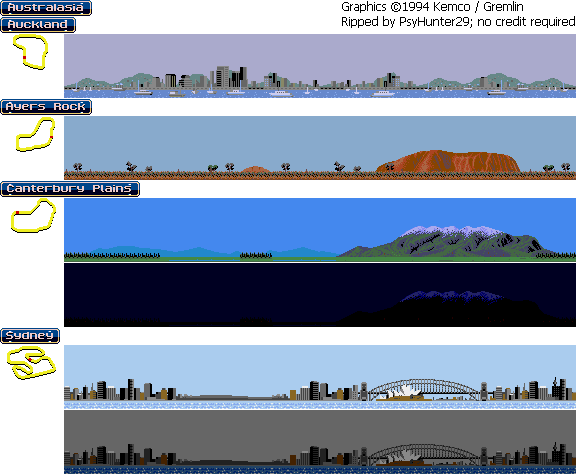 Australasia
Graphics ©1994 Kemco / Gremlin
Auckland
Ripped by PsyHunter29; no credit required
Ayers Rock
Canterbury Plains
Sydney